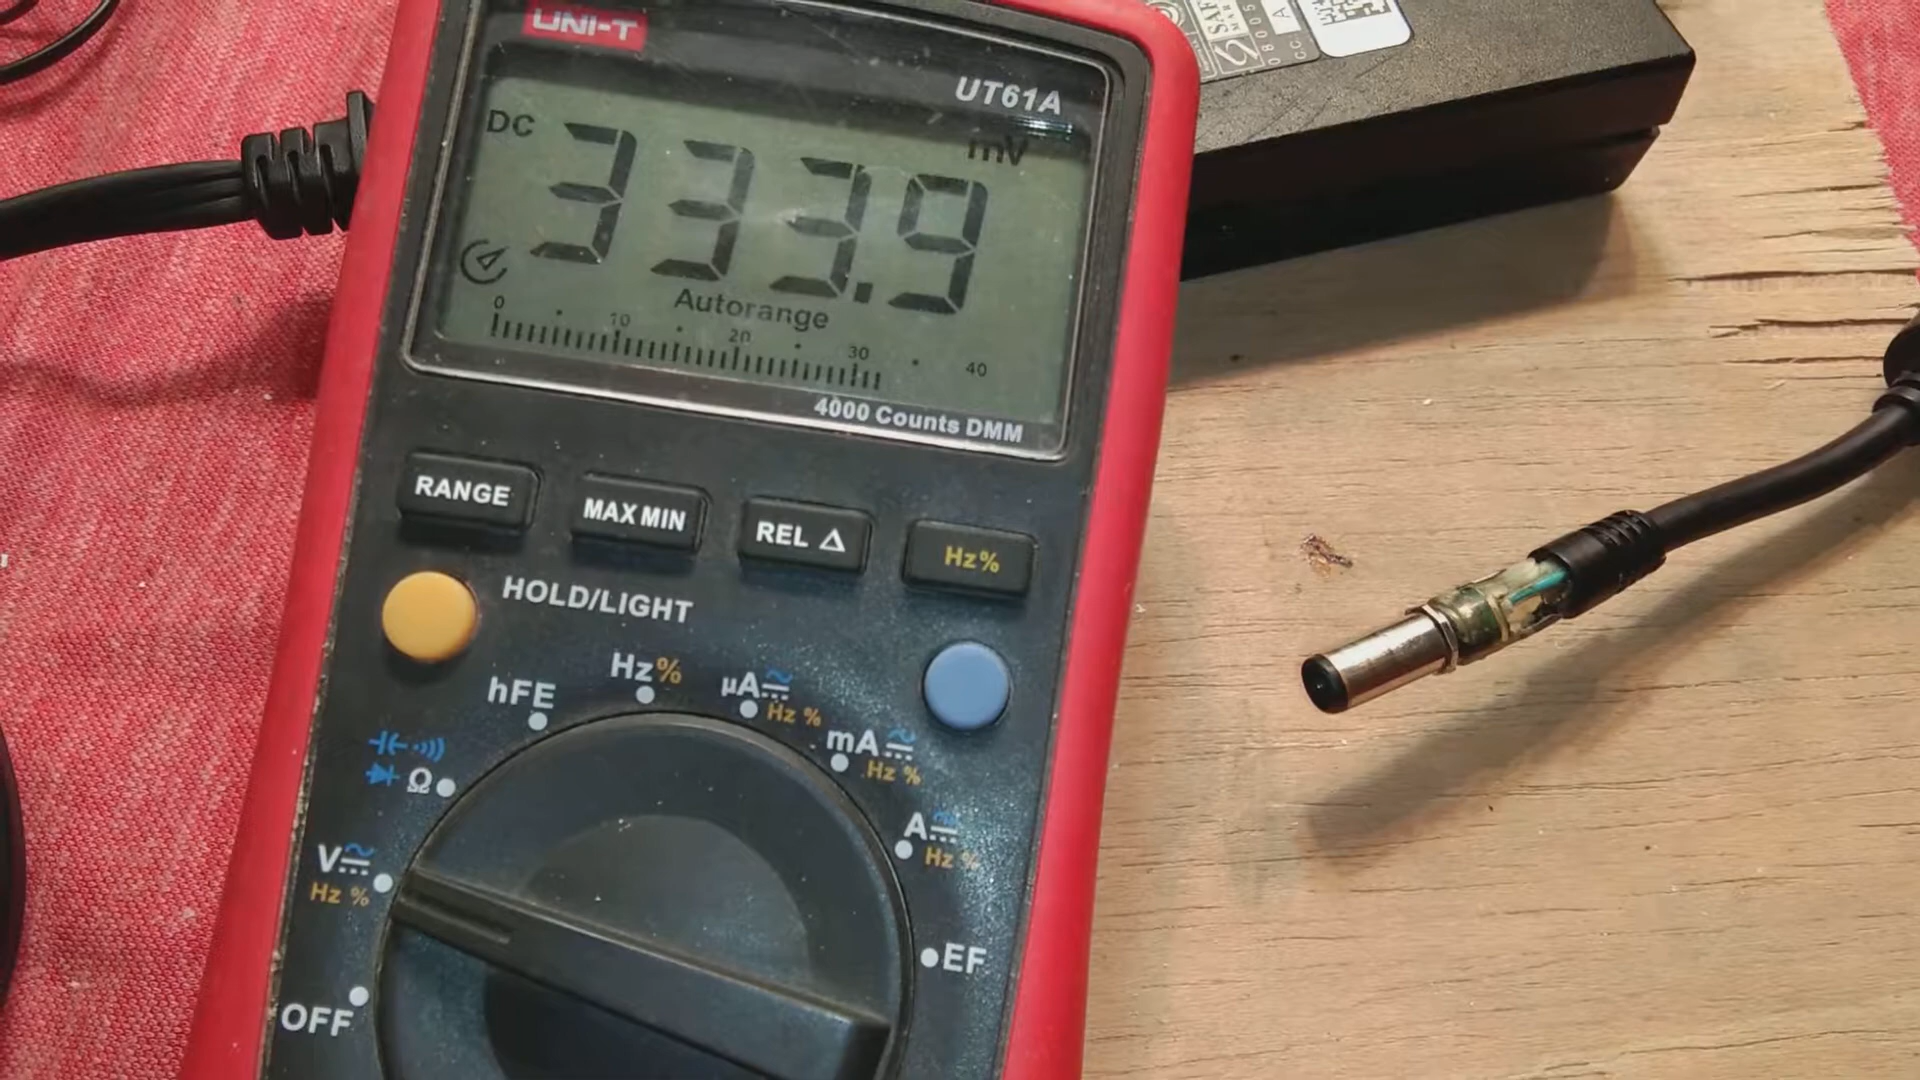 UNI-T
UT61A
DC
mV
333.9
Autorange
0 10 20 30 40
4000 Counts DMM
RANGE
MAX MIN
REL Δ
Hz%
HOLD/LIGHT
hFE
Hz%
µA
Hz %
mA
Hz %
A
Hz %
Ω
V
Hz %
OFF
EF
SAF
A